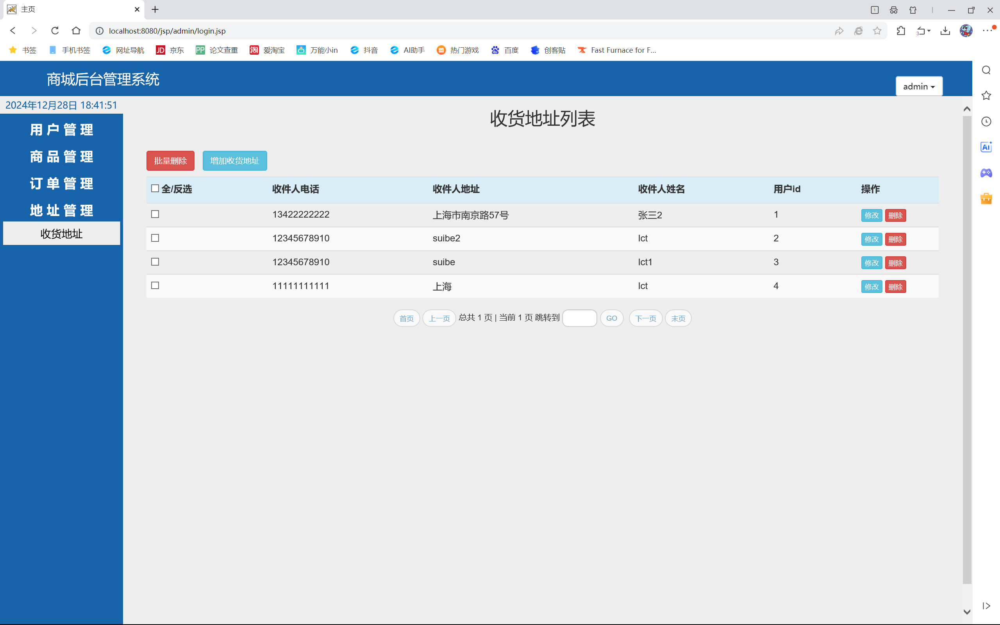 主页
localhost:8080/jsp/admin/login.jsp
书签 手机书签 网址导航 JD 京东 PP 论文查重 淘 爱淘宝 万能小in 抖音 AI助手 热门游戏 du 百度 创客贴 Fast Furnace for F...
商城后台管理系统
admin
2024年12月28日 18:41:51
用户管理
商品管理
订单管理
地址管理
收货地址
收货地址列表
批量删除 增加收货地址
全/反选 收件人电话 收件人地址 收件人姓名 用户id 操作
13422222222 上海市南京路57号 张三2 1 修改 删除
12345678910 suibe2 lct 2 修改 删除
12345678910 suibe lct1 3 修改 删除
11111111111 上海 lct 4 修改 删除
首页 上一页 总共 1 页 | 当前 1 页 跳转到 GO 下一页 末页
1
3
AI